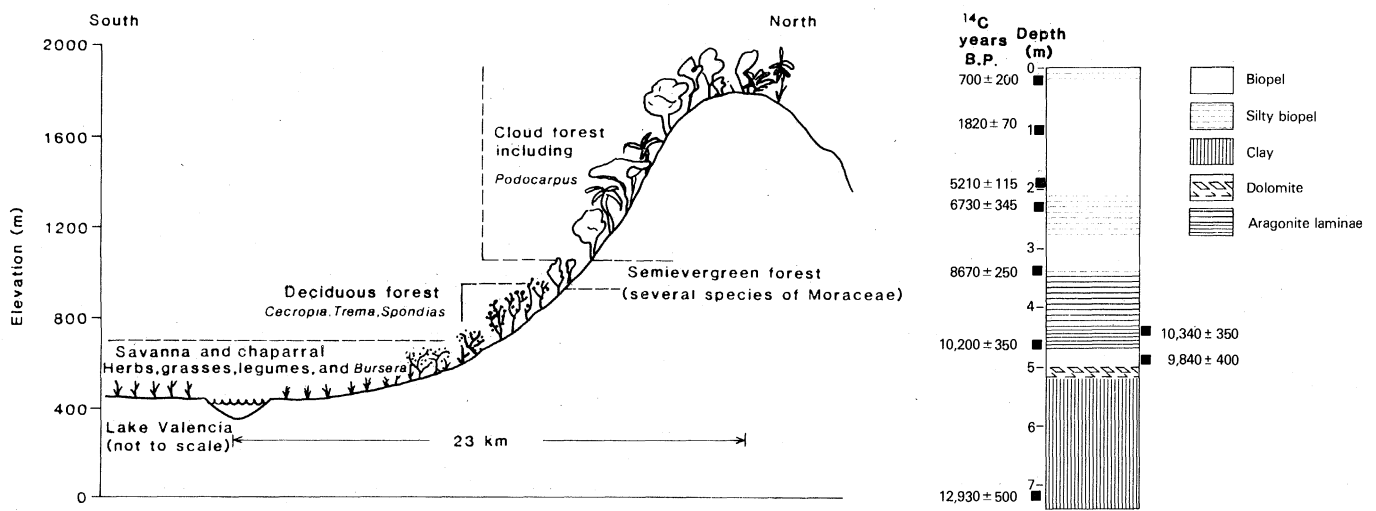 South
North
2000
1600
1200
800
400
0
Elevation (m)
Cloud forest
including
Podocarpus
Semievergreen forest
(several species of Moraceae)
Deciduous forest
Cecropia, Trema, Spondias
Savanna and chaparral
Herbs, grasses, legumes, and Bursera
Lake Valencia
(not to scale)
23 km
14C
years
B.P.
Depth
(m)
0
700 ± 200
1820 ± 70
1
5210 ± 115
2
6730 ± 345
3
8670 ± 250
4
10,340 ± 350
10,200 ± 350
9,840 ± 400
5
6
7
12,930 ± 500
Biopel
Silty biopel
Clay
Dolomite
Aragonite laminae